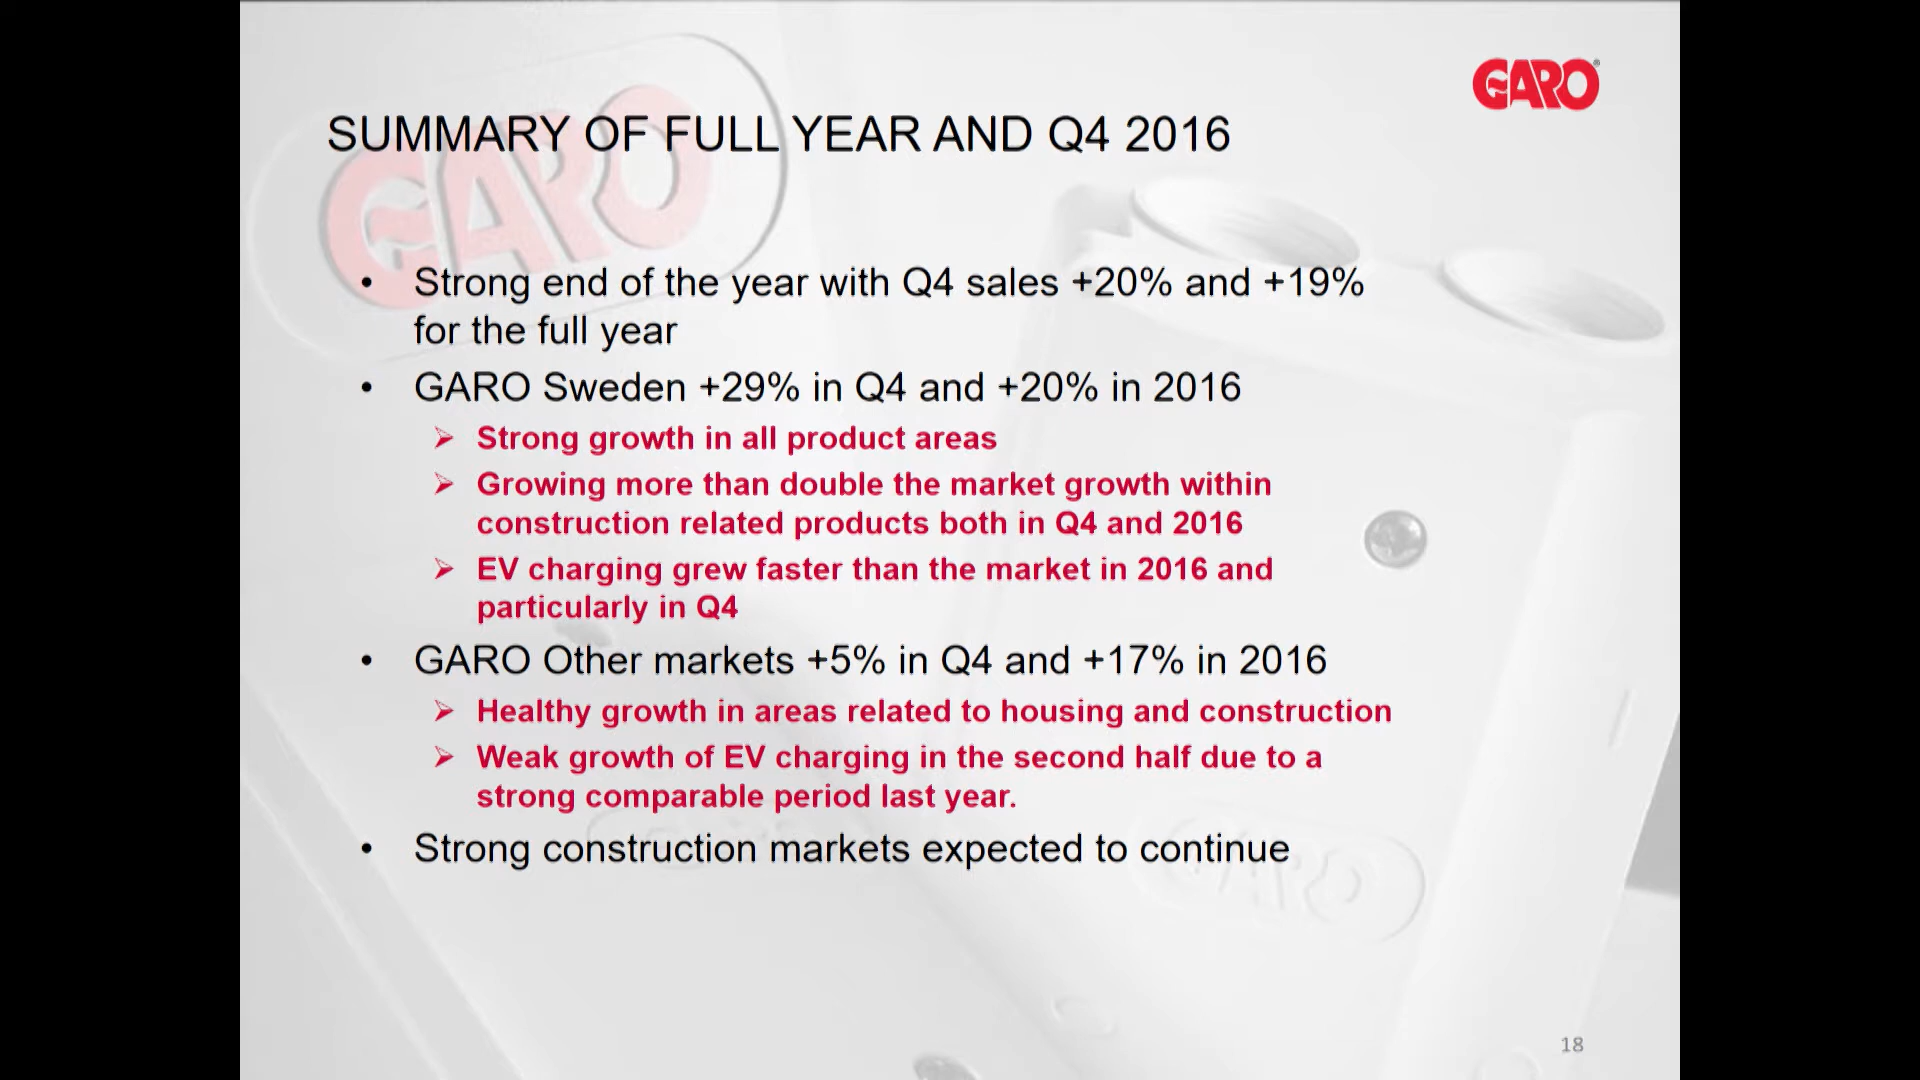 GARO®
SUMMARY OF FULL YEAR AND Q4 2016
GARO
• Strong end of the year with Q4 sales +20% and +19%
for the full year
• GARO Sweden +29% in Q4 and +20% in 2016
➢ Strong growth in all product areas
➢ Growing more than double the market growth within
construction related products both in Q4 and 2016
➢ EV charging grew faster than the market in 2016 and
particularly in Q4
• GARO Other markets +5% in Q4 and +17% in 2016
➢ Healthy growth in areas related to housing and construction
➢ Weak growth of EV charging in the second half due to a
strong comparable period last year.
• Strong construction markets expected to continue
GARO
18